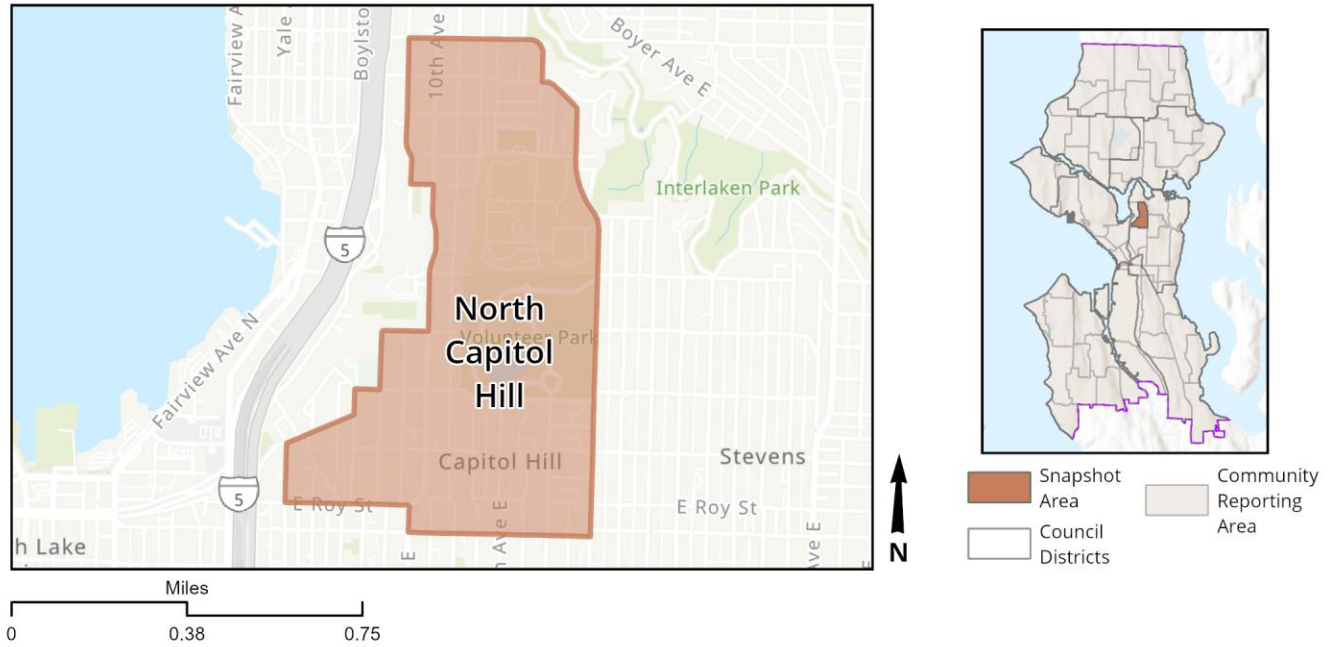 Fairview A
Yale
Boylsto
10th Ave
Boyer Ave E
Interlaken Park
5
Fairview Ave N
North
Capitol
Hill
Volunteer Park
Capitol Hill
Stevens
5
E Roy St
E Roy St
h Lake
E
h Ave E
Ave E
Miles
0
0.38
0.75
N
Snapshot
Area
Council
Districts
Community
Reporting
Area